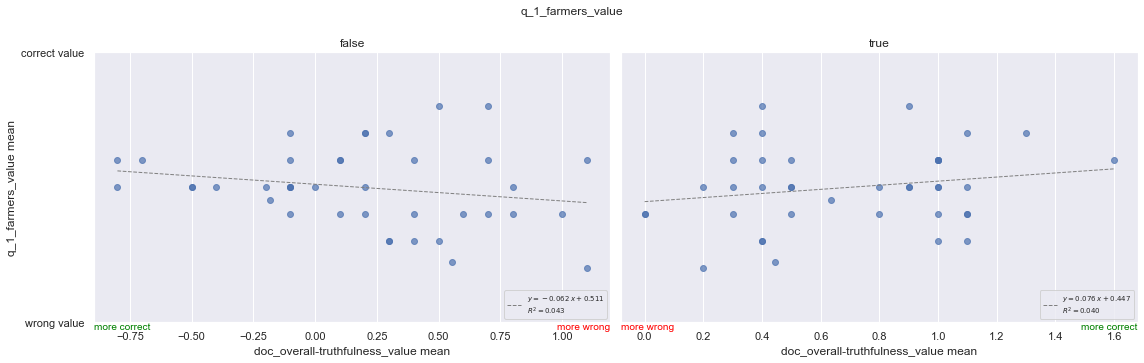 q_1_farmers_value
false
true
correct value
wrong value
q_1_farmers_value mean
y = −0.062 x + 0.511
R² = 0.043
y = 0.076 x + 0.447
R² = 0.040
more correct
more wrong
more wrong
more correct
−0.75 −0.50 −0.25 0.00 0.25 0.50 0.75 1.00
0.0 0.2 0.4 0.6 0.8 1.0 1.2 1.4 1.6
doc_overall-truthfulness_value mean
doc_overall-truthfulness_value mean